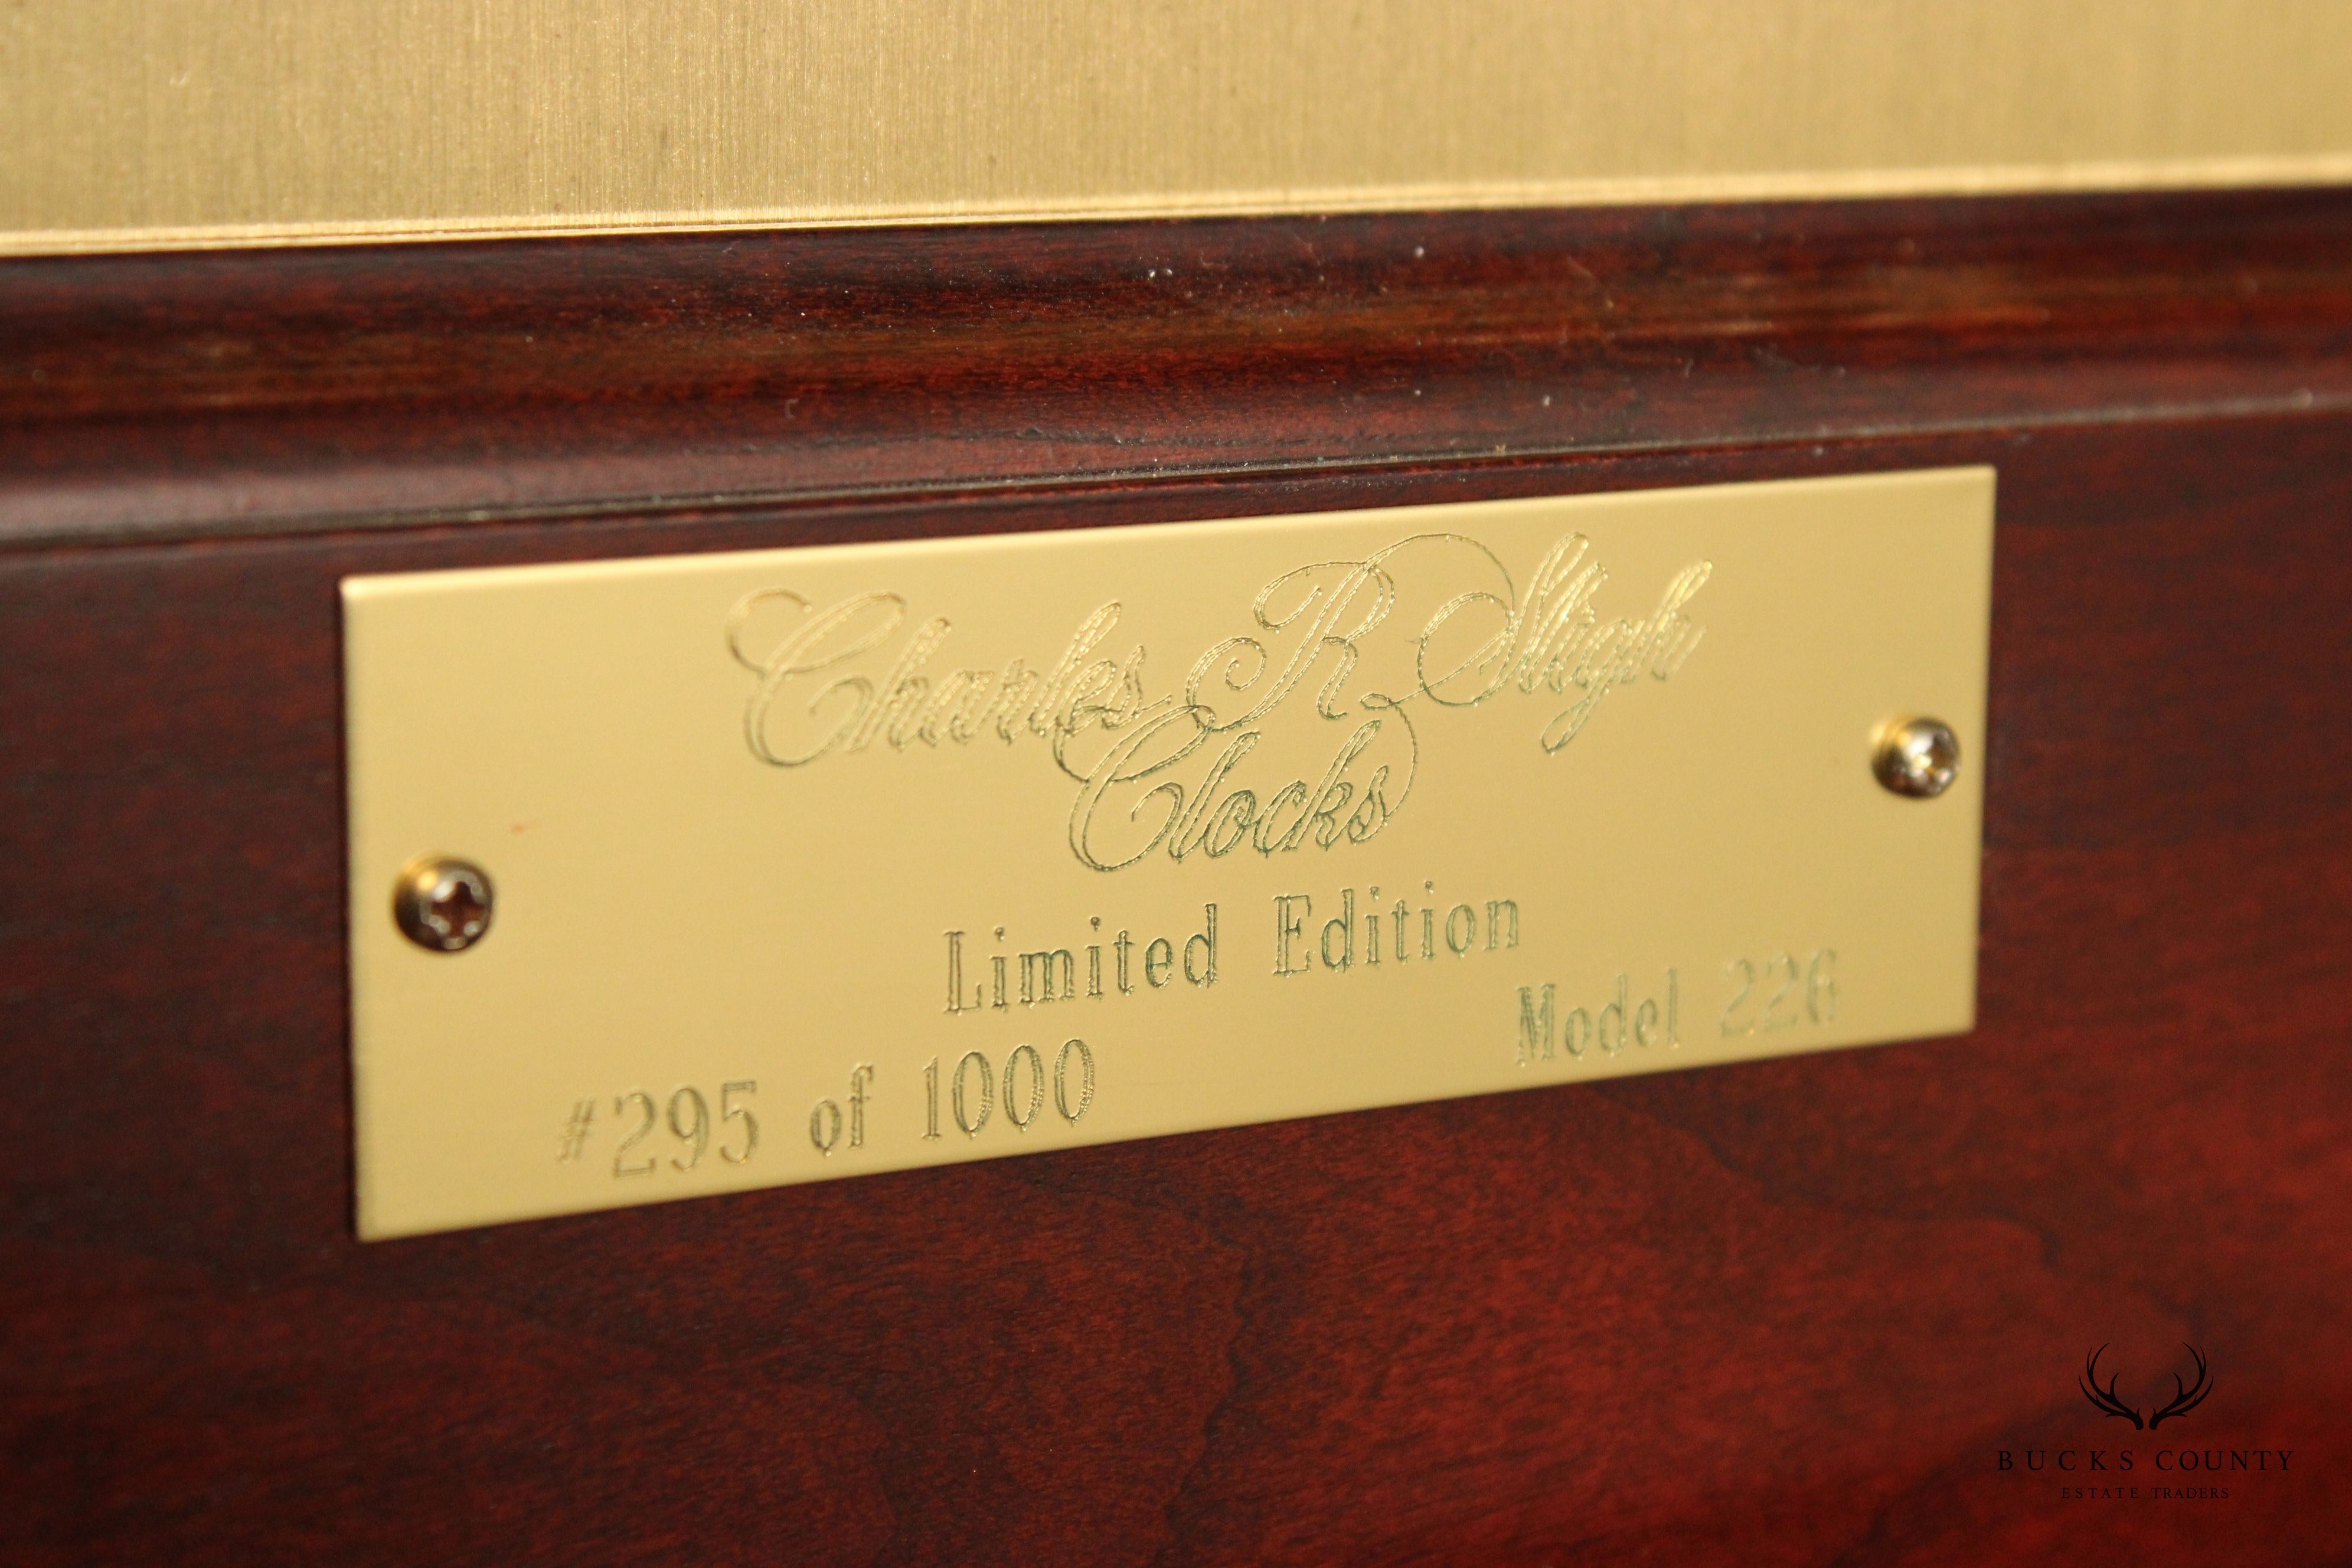 Charles R Sligh
Clocks
Limited Edition
#295 of 1000
Model 226
BUCKS COUNTY
ESTATE TRADERS